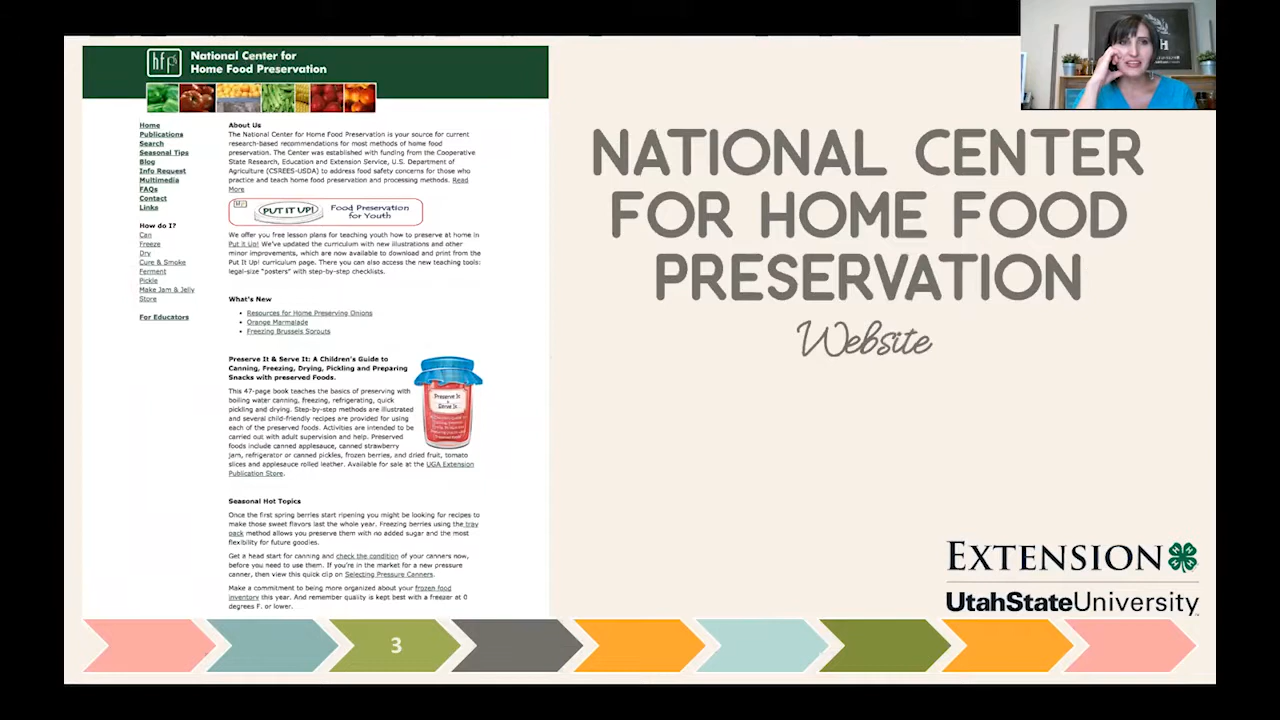 hfp
National Center for
Home Food Preservation
Home
Publications
Search
Seasonal Tips
Blog
Info Request
Multimedia
FAQs
Contact
Links
How do I?
Can
Freeze
Dry
Cure & Smoke
Ferment
Pickle
Make Jam & Jelly
Store
For Educators
About Us
The National Center for Home Food Preservation is your source for current
research-based recommendations for most methods of home food
preservation. The Center was established with funding from the Cooperative
State Research, Education and Extension Service, U.S. Department of
Agriculture (CSREES-USDA) to address food safety concerns for those who
practice and teach home food preservation and processing methods. Read
More
PUT IT UP!
Food Preservation
for Youth
We offer you free lesson plans for teaching youth how to preserve at home in
Put it Up! We've updated the curriculum with new illustrations and other
minor improvements, which are now available to download and print from the
Put It Up! curriculum page. There you can also access the new teaching tools:
legal-size "posters" with step-by-step checklists.
What's New
• Resources for Home Preserving Onions
• Orange Marmalade
• Freezing Brussels Sprouts
Preserve It & Serve It: A Children's Guide to
Canning, Freezing, Drying, Pickling and Preparing
Snacks with preserved Foods.
This 47-page book teaches the basics of preserving with
boiling water canning, freezing, refrigerating, quick
pickling and drying. Step-by-step methods are illustrated
and several child-friendly recipes are provided for using
each of the preserved foods. Activities are intended to be
carried out with adult supervision and help. Preserved
foods include canned applesauce, canned strawberry
jam, refrigerator or canned pickles, frozen berries, and dried fruit, tomato
slices and applesauce rolled leather. Available for sale at the UGA Extension
Publication Store.
Preserve It
Serve It
Seasonal Hot Topics
Once the first spring berries start ripening you might be looking for recipes to
make those sweet flavors last the whole year. Freezing berries using the tray
pack method allows you preserve them with no added sugar and the most
flexibility for future goodies.
Get a head start for canning and check the condition of your canners now,
before you need to use them. If you're in the market for a new pressure
canner, then view this quick clip on Selecting Pressure Canners.
Make a commitment to being more organized about your frozen food
inventory this year. And remember quality is kept best with a freezer at 0
degrees F. or lower.
NATIONAL CENTER
FOR HOME FOOD
PRESERVATION
Website
EXTENSION
UtahStateUniversity
3